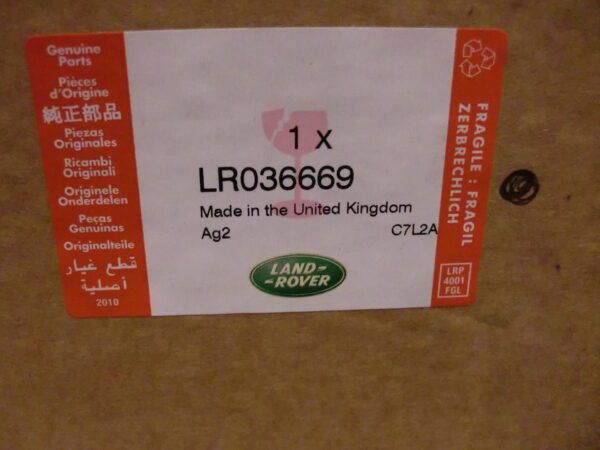 Genuine
Parts
Pièces
d'Origine
純正部品
Piezas
Originales
Ricambi
Originali
Originele
Onderdelen
Peças
Genuinas
Originalteile
قطع غيار
أصلية
2010
1 x
LR036669
Made in the United Kingdom
Ag2
C7L2A
LAND-
-ROVER
FRAGILE : FRAGIL
ZERBRECHLICH
LRP
4001
FGL